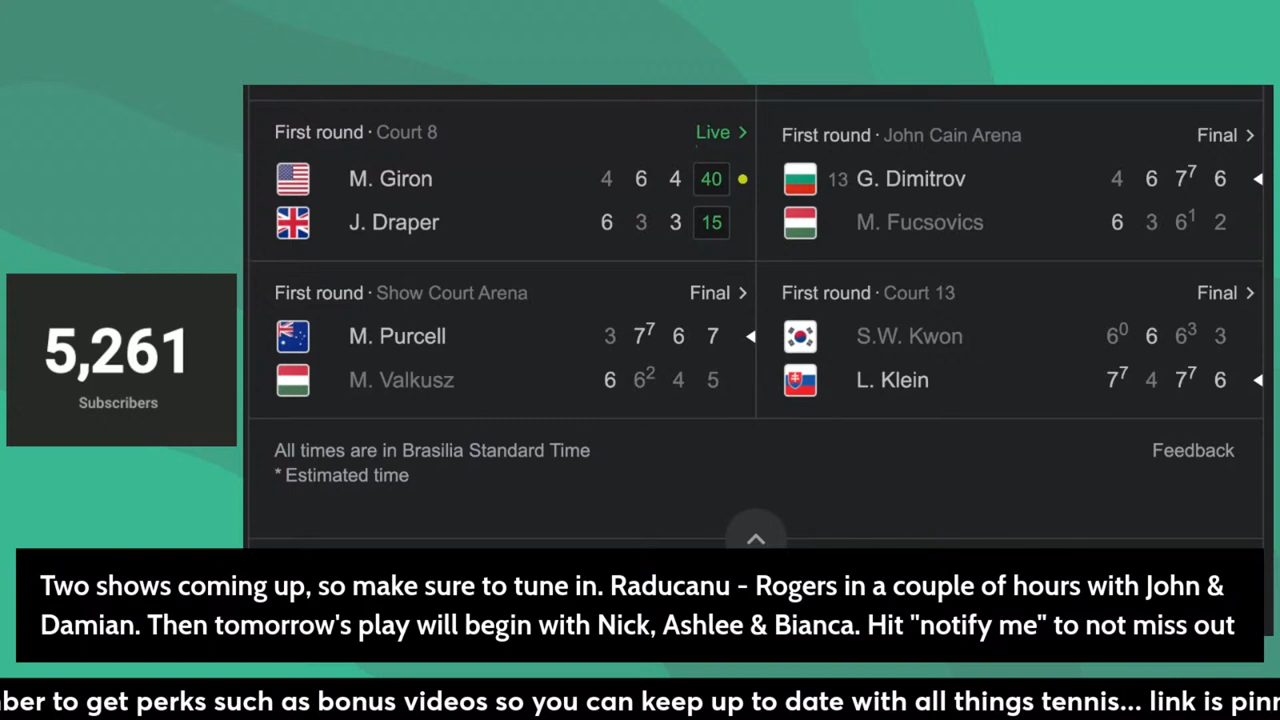 First round · Court 8
Live >
M. Giron 4 6 4 40
J. Draper 6 3 3 15
First round · John Cain Arena
Final >
13 G. Dimitrov 4 6 7⁷ 6
M. Fucsovics 6 3 6¹ 2
First round · Show Court Arena
Final >
M. Purcell 3 7⁷ 6 7
M. Valkusz 6 6² 4 5
First round · Court 13
Final >
S.W. Kwon 6⁰ 6 6³ 3
L. Klein 7⁷ 4 7⁷ 6
5,261
Subscribers
All times are in Brasilia Standard Time
* Estimated time
Feedback
Two shows coming up, so make sure to tune in. Raducanu - Rogers in a couple of hours with John &
Damian. Then tomorrow's play will begin with Nick, Ashlee & Bianca. Hit "notify me" to not miss out
ber to get perks such as bonus videos so you can keep up to date with all things tennis... link is pinn